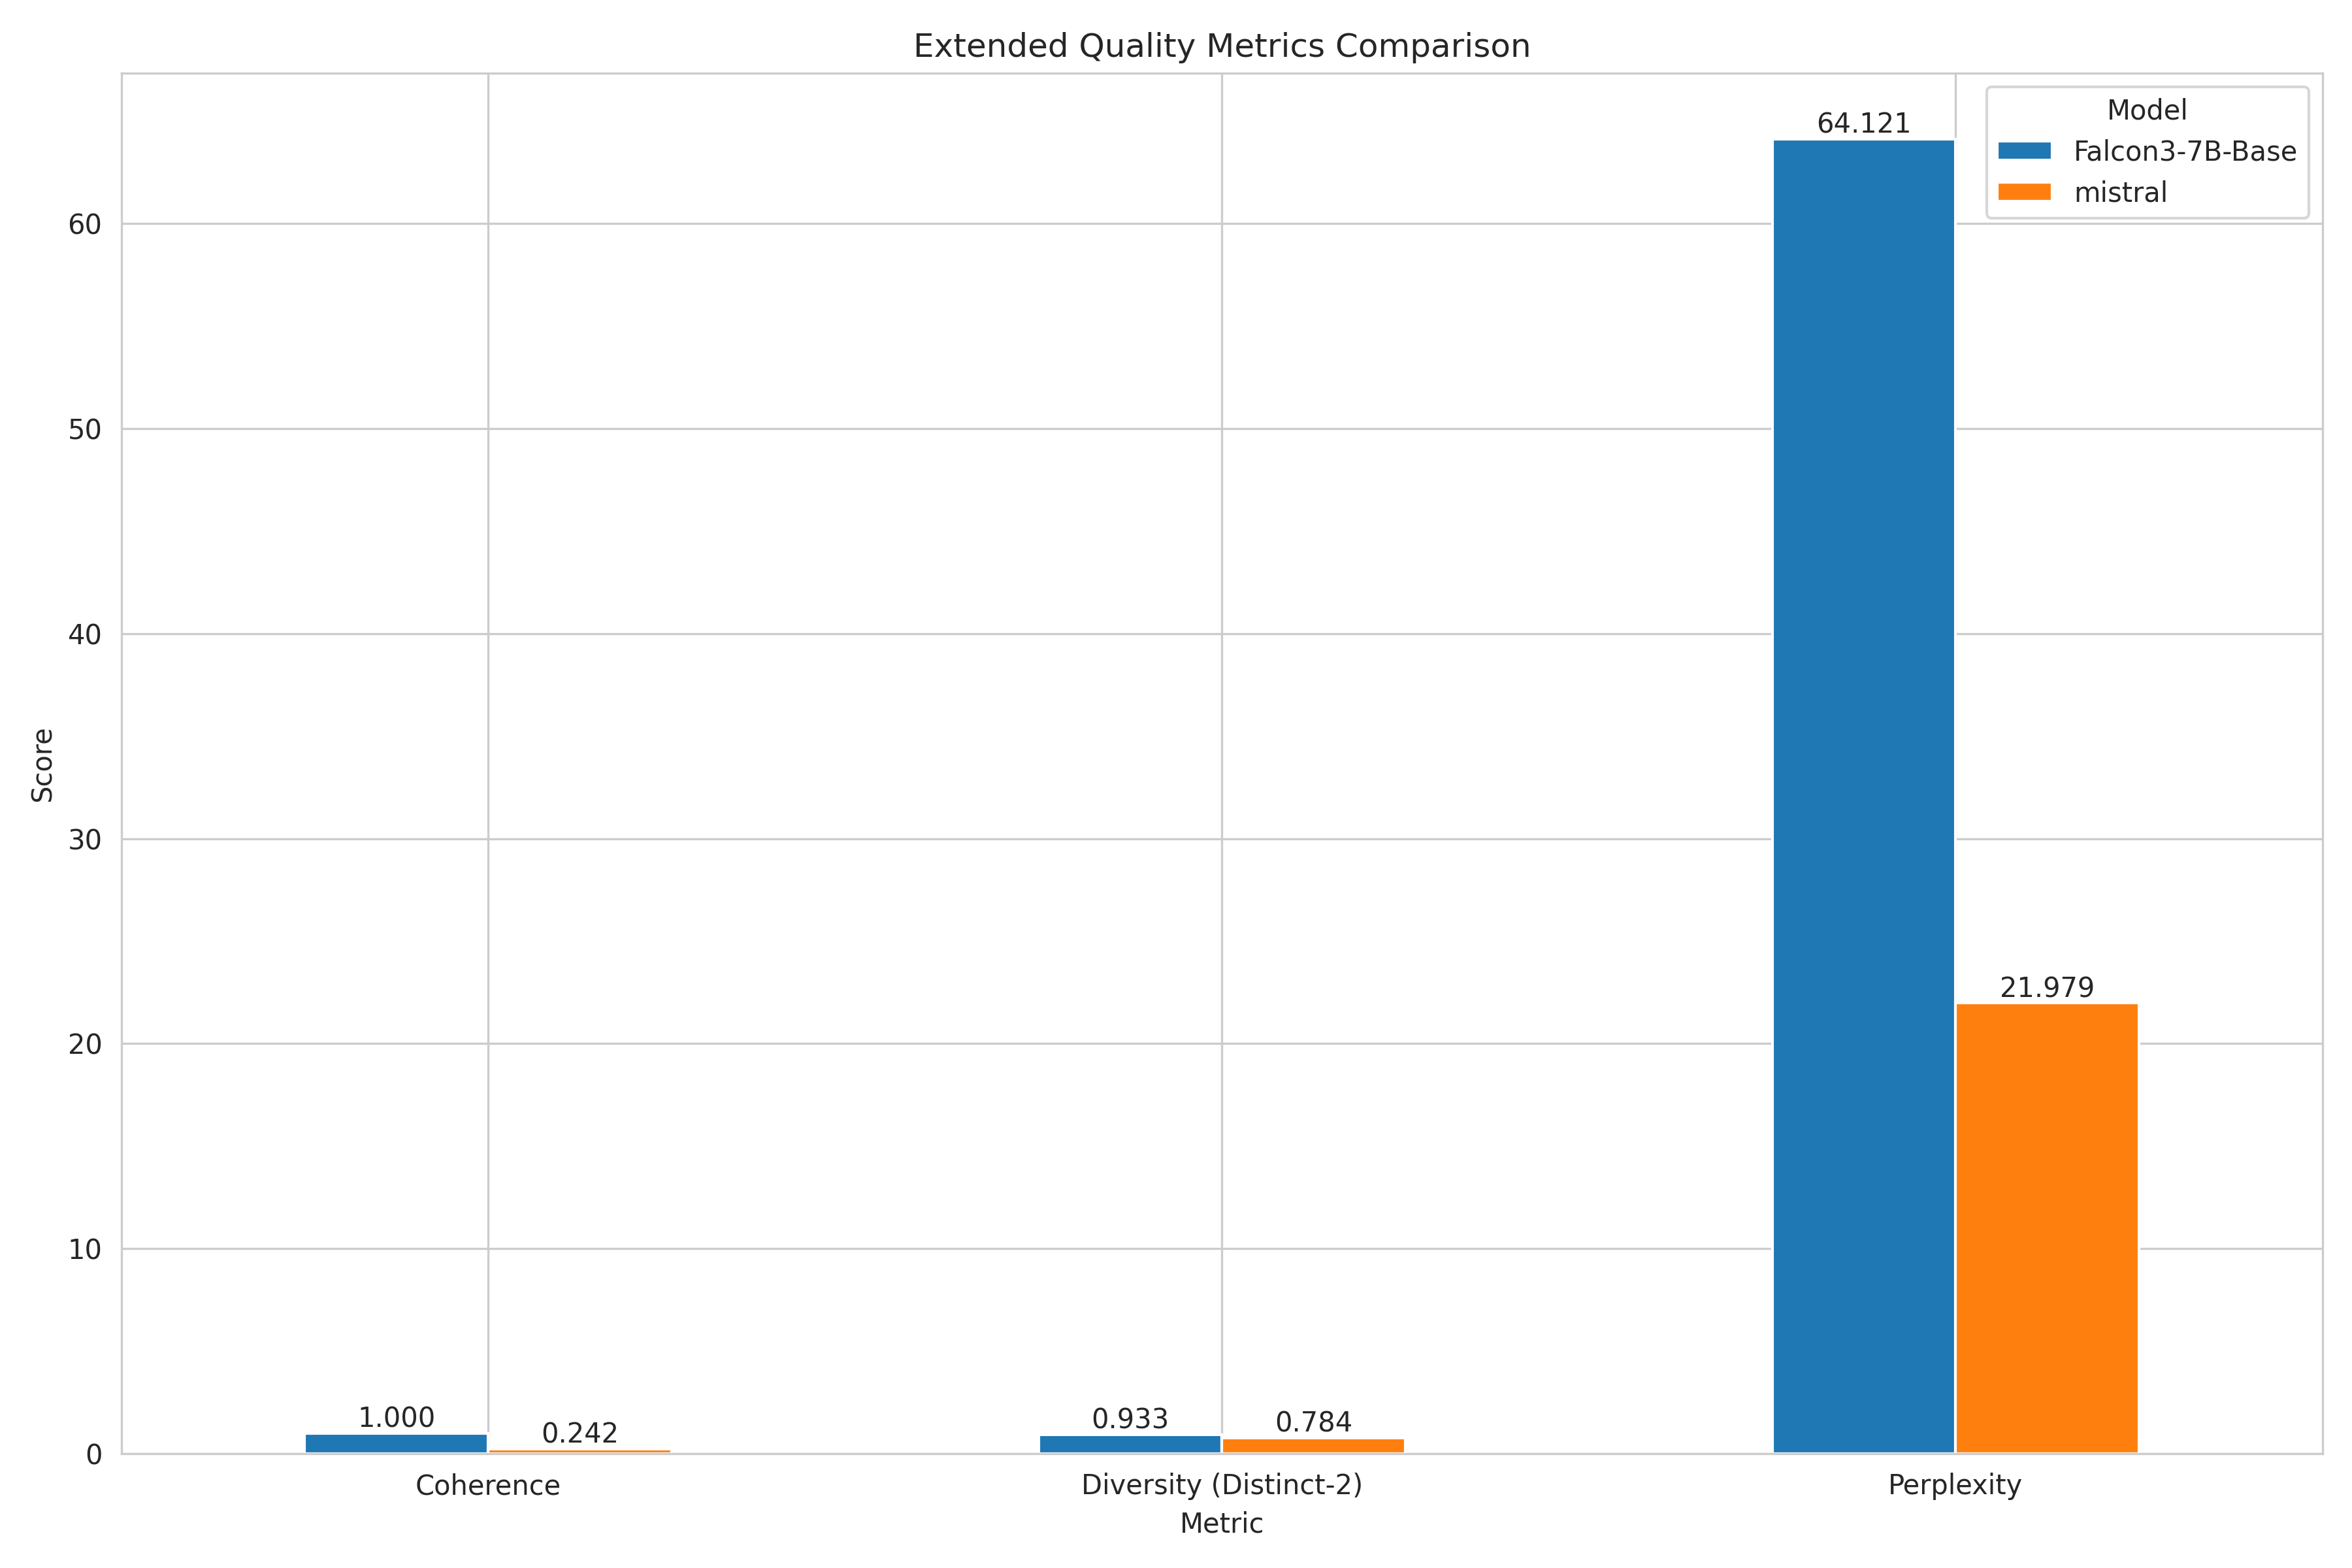 Extended Quality Metrics Comparison
Model
Falcon3-7B-Base
mistral
Score
60
50
40
30
20
10
0
64.121
21.979
1.000
0.242
0.933
0.784
Coherence
Diversity (Distinct-2)
Perplexity
Metric